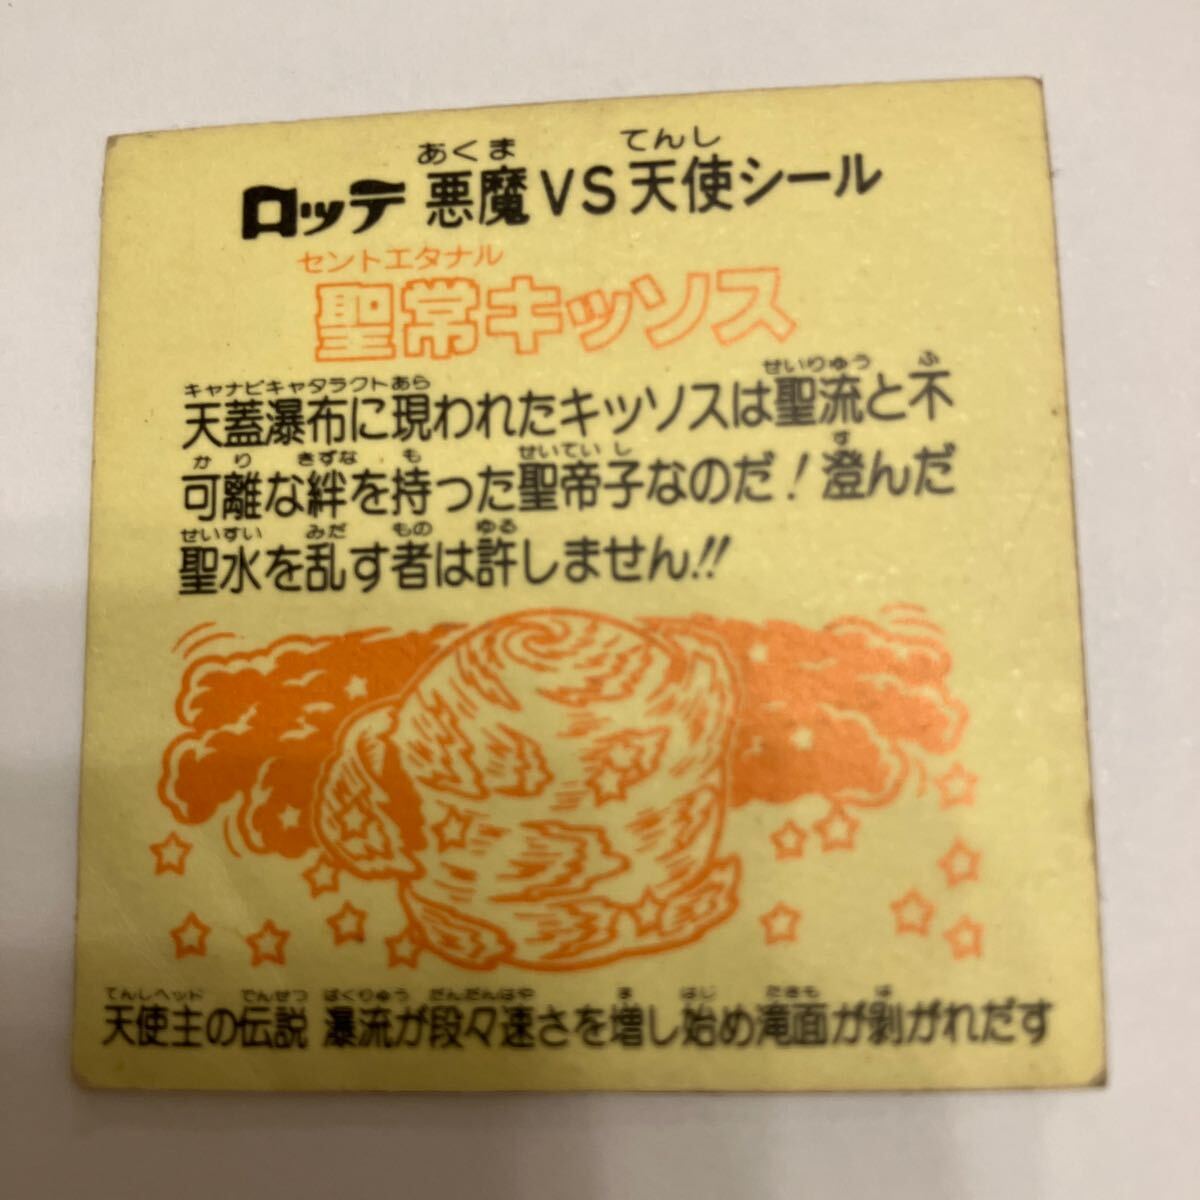 あくま てんし
ロッテ 悪魔VS天使シール
セントエタナル
聖常キッソス
キャナピキャタラクト あら せいりゅう ふ
天蓋瀑布に現われたキッソスは聖流と不
かり きずな も せいていし す
可離な絆を持った聖帝子なのだ！澄んだ
せいすい みだ もの ゆる
聖水を乱す者は許しません!!
てんしヘッド でんせつ ばくりゅう だんだんはや ま はじ たきも は
天使主の伝説 瀑流が段々速さを増し始め滝面が剝がれだす